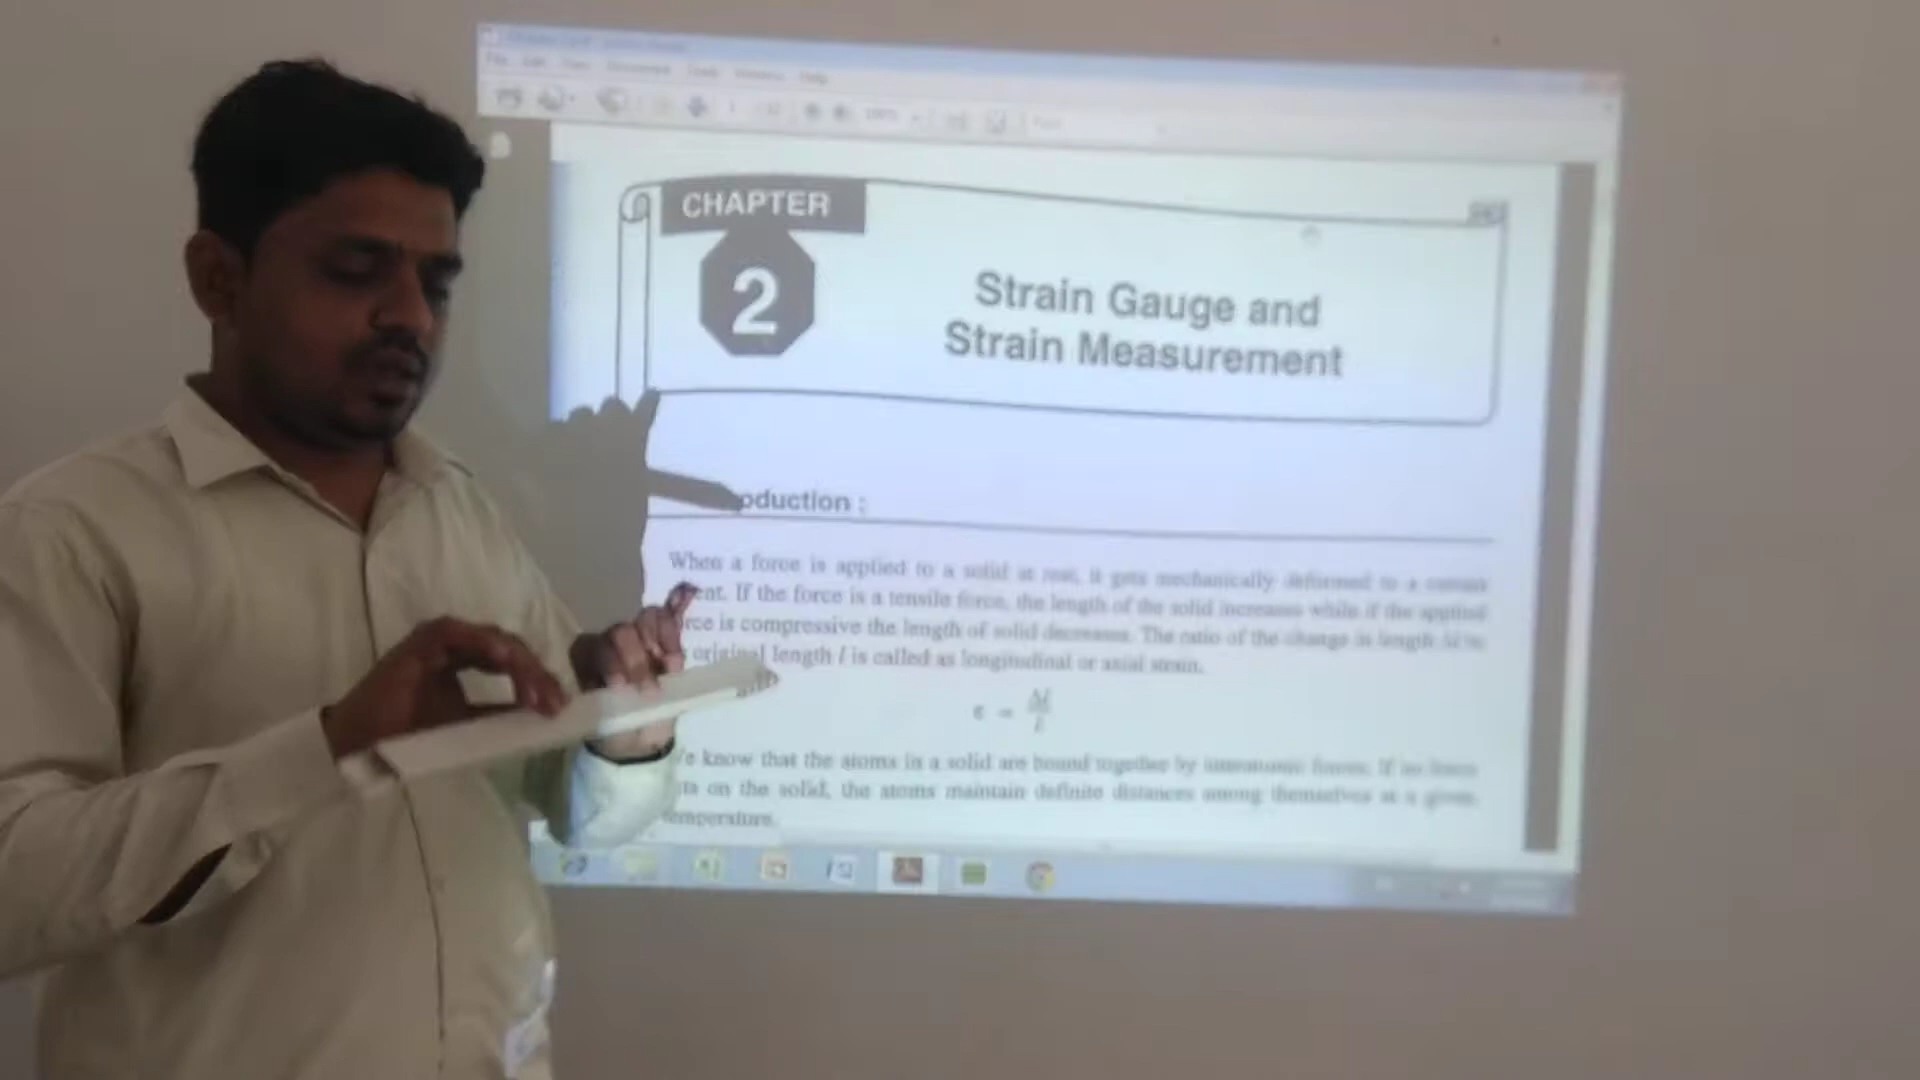 CHAPTER
2
Strain Gauge and
Strain Measurement
oduction :
When a force is applied to a solid at rest, it gets mechanically deformed to a certain
ent. If the force is a tensile force, the length of the solid increases while if the applied
rce is compressive the length of solid decreases. The ratio of the change in length Δl to
original length l is called as longitudinal or axial strain.
ε = Δl / l
e know that the atoms in a solid are bound together by interatomic forces. If no force
ts on the solid, the atoms maintain definite distances among themselves at a given
temperature.